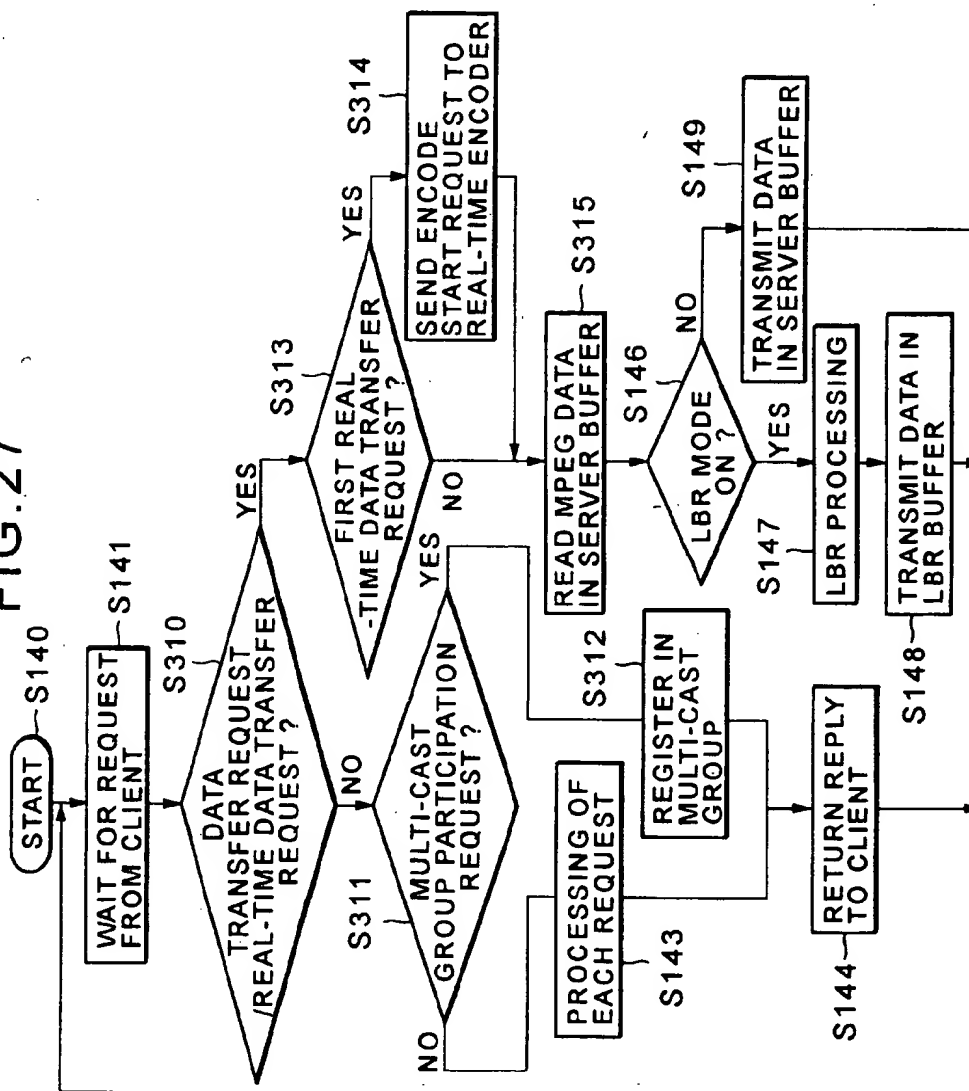 FIG.27
START
S140
WAIT FOR REQUEST
FROM CLIENT
S141
S310
DATA
TRANSFER REQUEST
/REAL-TIME DATA TRANSFER
REQUEST ?
YES
NO
S311
MULTI-CAST
GROUP PARTICIPATION
REQUEST ?
YES
NO
S313
FIRST REAL
-TIME DATA TRANSFER
REQUEST ?
YES
NO
S314
SEND ENCODE
START REQUEST TO
REAL-TIME ENCODER
S312
REGISTER IN
MULTI-CAST
GROUP
PROCESSING OF
EACH REQUEST
S143
S315
READ MPEG DATA
IN SERVER BUFFER
S146
LBR MODE
ON ?
NO
YES
S149
TRANSMIT DATA
IN SERVER BUFFER
S147
LBR PROCESSING
TRANSMIT DATA IN
LBR BUFFER
S148
RETURN REPLY
TO CLIENT
S144